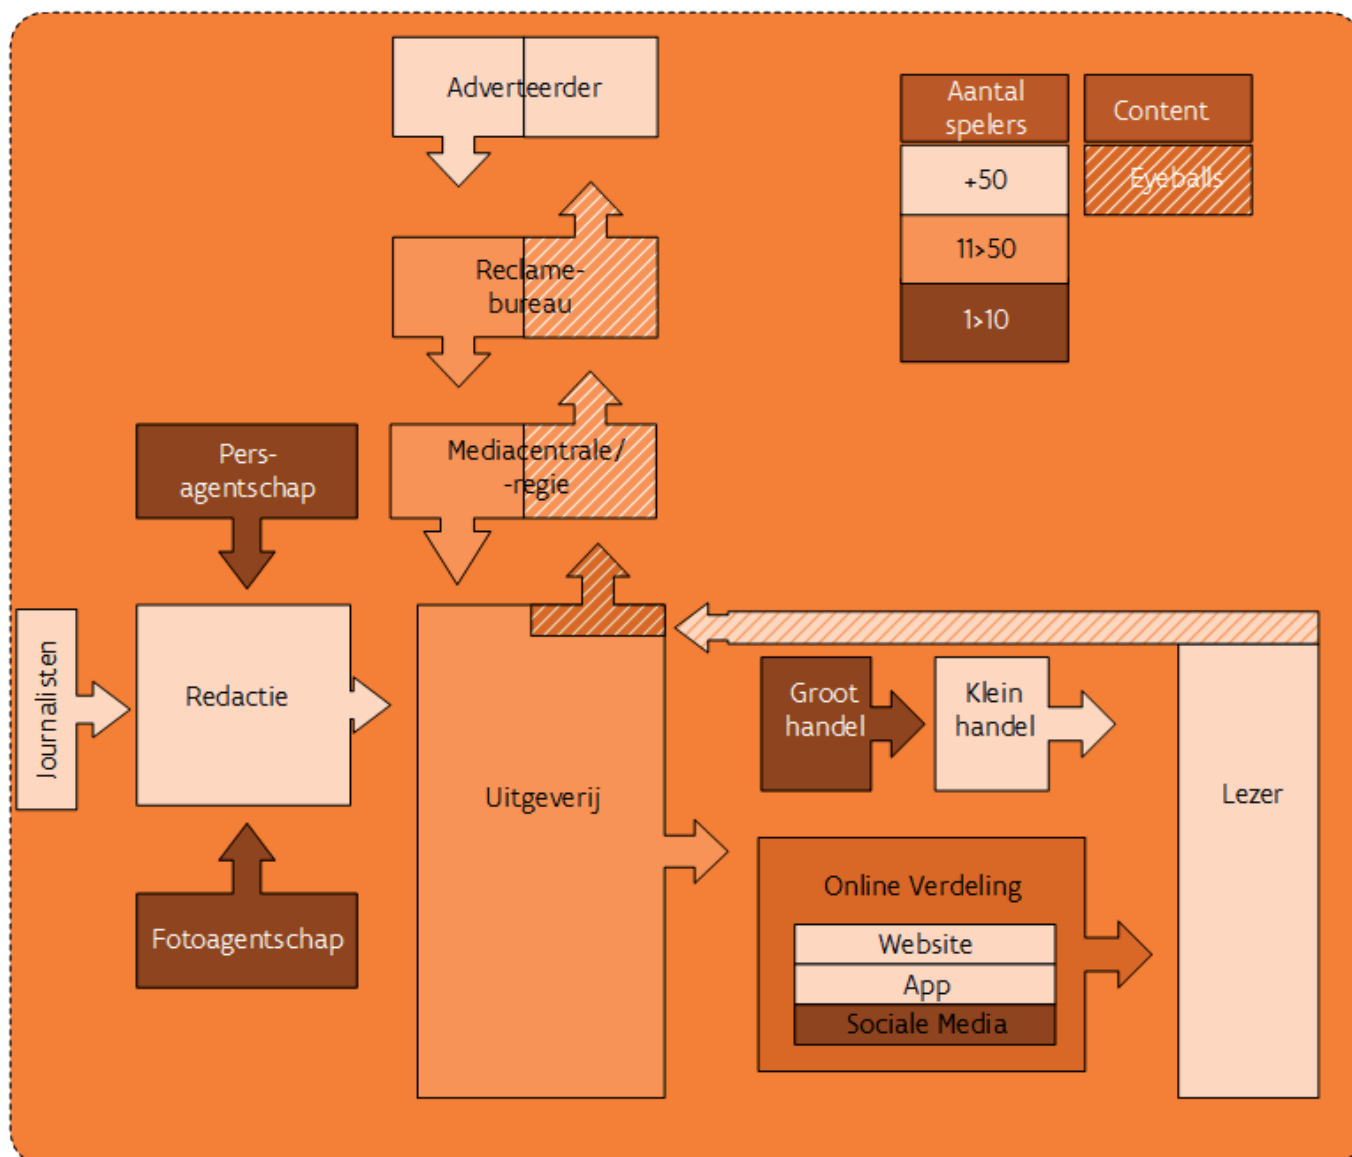 Adverteerder
Aantal
spelers
Content
+50
Eyeballs
11>50
1>10
Reclame-
bureau
Mediacentrale/
-regie
Pers-
agentschap
Journalisten
Redactie
Fotoagentschap
Uitgeverij
Groot
handel
Klein
handel
Lezer
Online Verdeling
Website
App
Sociale Media